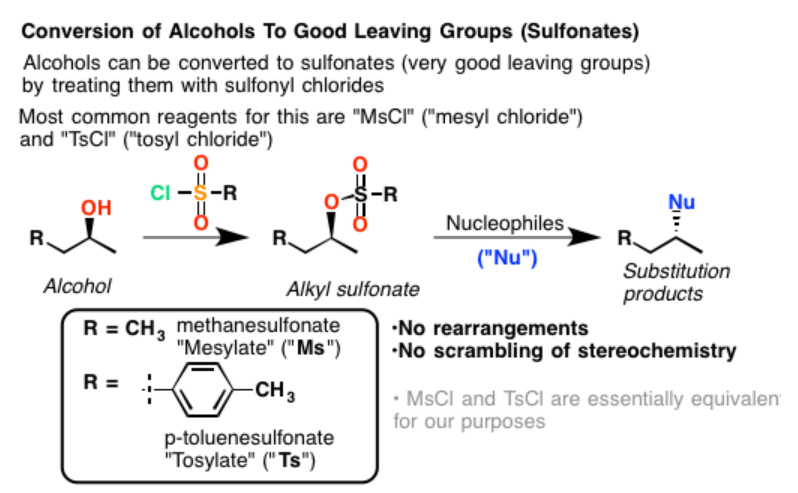 Conversion of Alcohols To Good Leaving Groups (Sulfonates)
Alcohols can be converted to sulfonates (very good leaving groups)
by treating them with sulfonyl chlorides
Most common reagents for this are "MsCl" ("mesyl chloride")
and "TsCl" ("tosyl chloride")
OH
R
Alcohol
O
Cl S R
O
O
O S R
O
R
Alkyl sulfonate
Nucleophiles
("Nu")
Nu
R
Substitution
products
R = CH3 methanesulfonate
"Mesylate" ("Ms")
R =
CH3
p-toluenesulfonate
"Tosylate" ("Ts")
•No rearrangements
•No scrambling of stereochemistry
• MsCl and TsCl are essentially equivalen
for our purposes